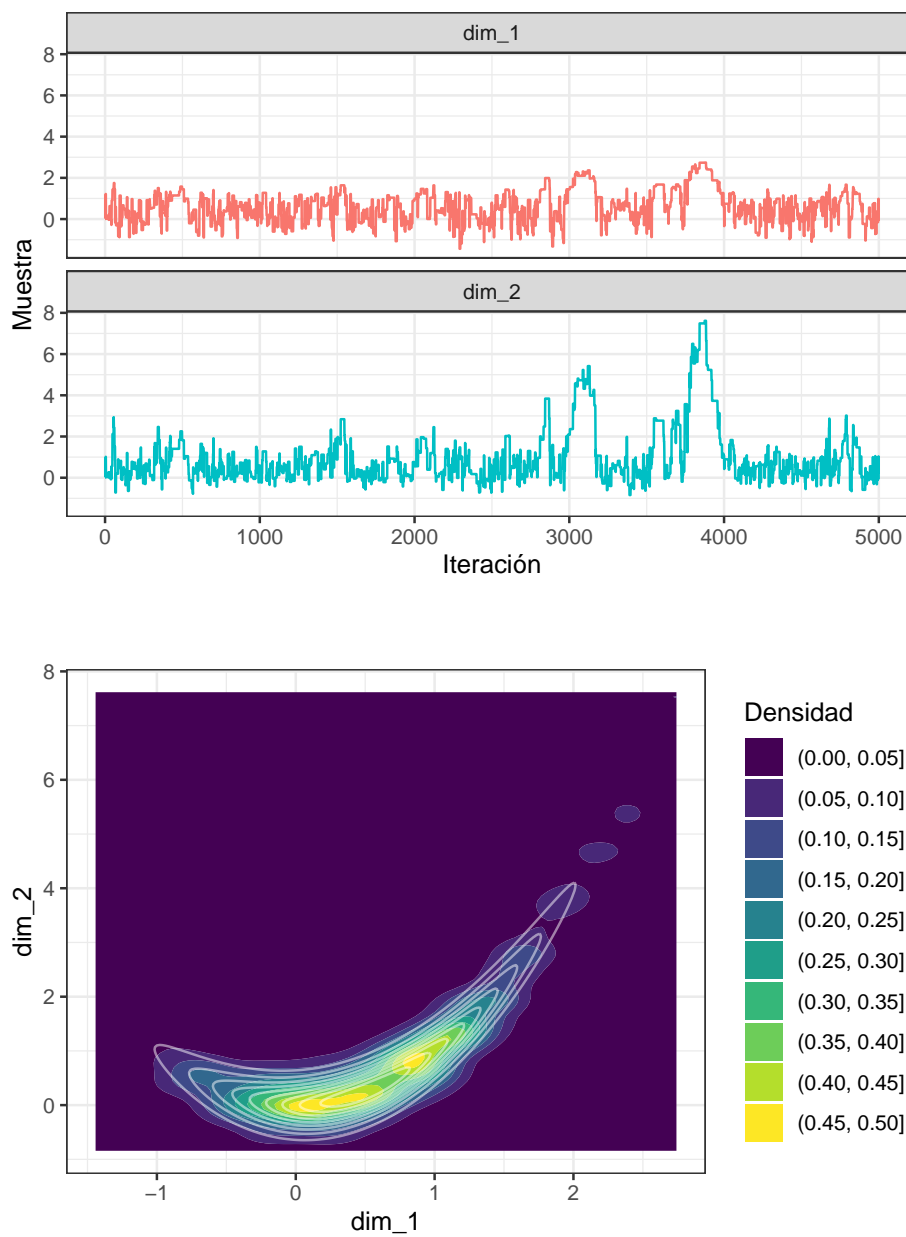 dim_1
8
6
4
2
0
dim_2
8
6
4
2
0
Muestra
0 1000 2000 3000 4000 5000
Iteración
8
6
4
2
0
dim_2
−1 0 1 2
dim_1
Densidad
(0.00, 0.05]
(0.05, 0.10]
(0.10, 0.15]
(0.15, 0.20]
(0.20, 0.25]
(0.25, 0.30]
(0.30, 0.35]
(0.35, 0.40]
(0.40, 0.45]
(0.45, 0.50]